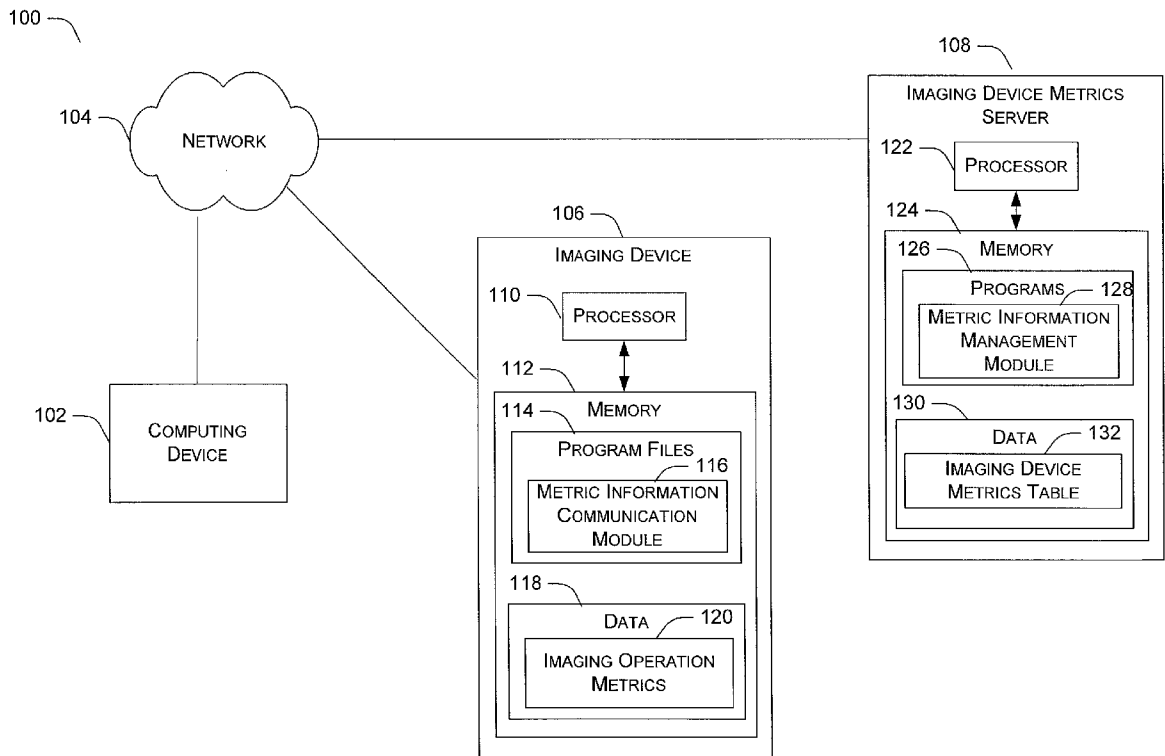 100
104
NETWORK
102
COMPUTING
DEVICE
106
IMAGING DEVICE
110
PROCESSOR
112
MEMORY
114
PROGRAM FILES
116
METRIC INFORMATION
COMMUNICATION
MODULE
118
DATA
120
IMAGING OPERATION
METRICS
108
IMAGING DEVICE METRICS
SERVER
122
PROCESSOR
124
MEMORY
126
PROGRAMS
128
METRIC INFORMATION
MANAGEMENT
MODULE
130
DATA
132
IMAGING DEVICE
METRICS TABLE